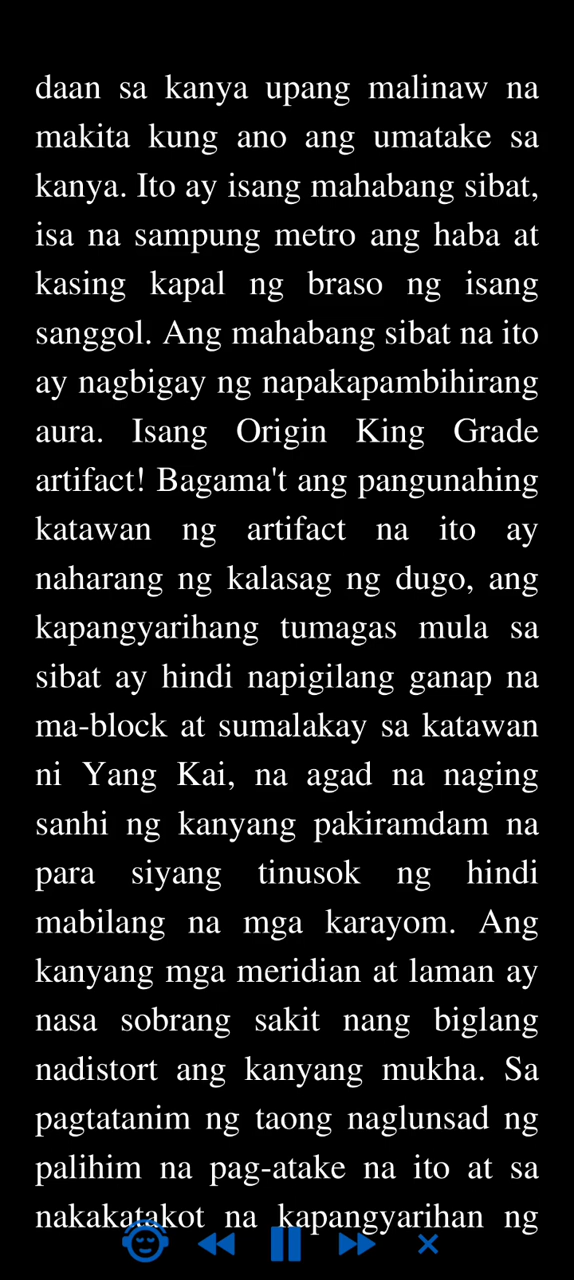 daan sa kanya upang malinaw na
makita kung ano ang umatake sa
kanya. Ito ay isang mahabang sibat,
isa na sampung metro ang haba at
kasing kapal ng braso ng isang
sanggol. Ang mahabang sibat na ito
ay nagbigay ng napakapambihirang
aura. Isang Origin King Grade
artifact! Bagama't ang pangunahing
katawan ng artifact na ito ay
naharang ng kalasag ng dugo, ang
kapangyarihang tumagas mula sa
sibat ay hindi napigilang ganap na
ma-block at sumalakay sa katawan
ni Yang Kai, na agad na naging
sanhi ng kanyang pakiramdam na
para siyang tinusok ng hindi
mabilang na mga karayom. Ang
kanyang mga meridian at laman ay
nasa sobrang sakit nang biglang
nadistort ang kanyang mukha. Sa
pagtatanim ng taong naglunsad ng
palihim na pag-atake na ito at sa
nakakatakot na kapangyarihan ng